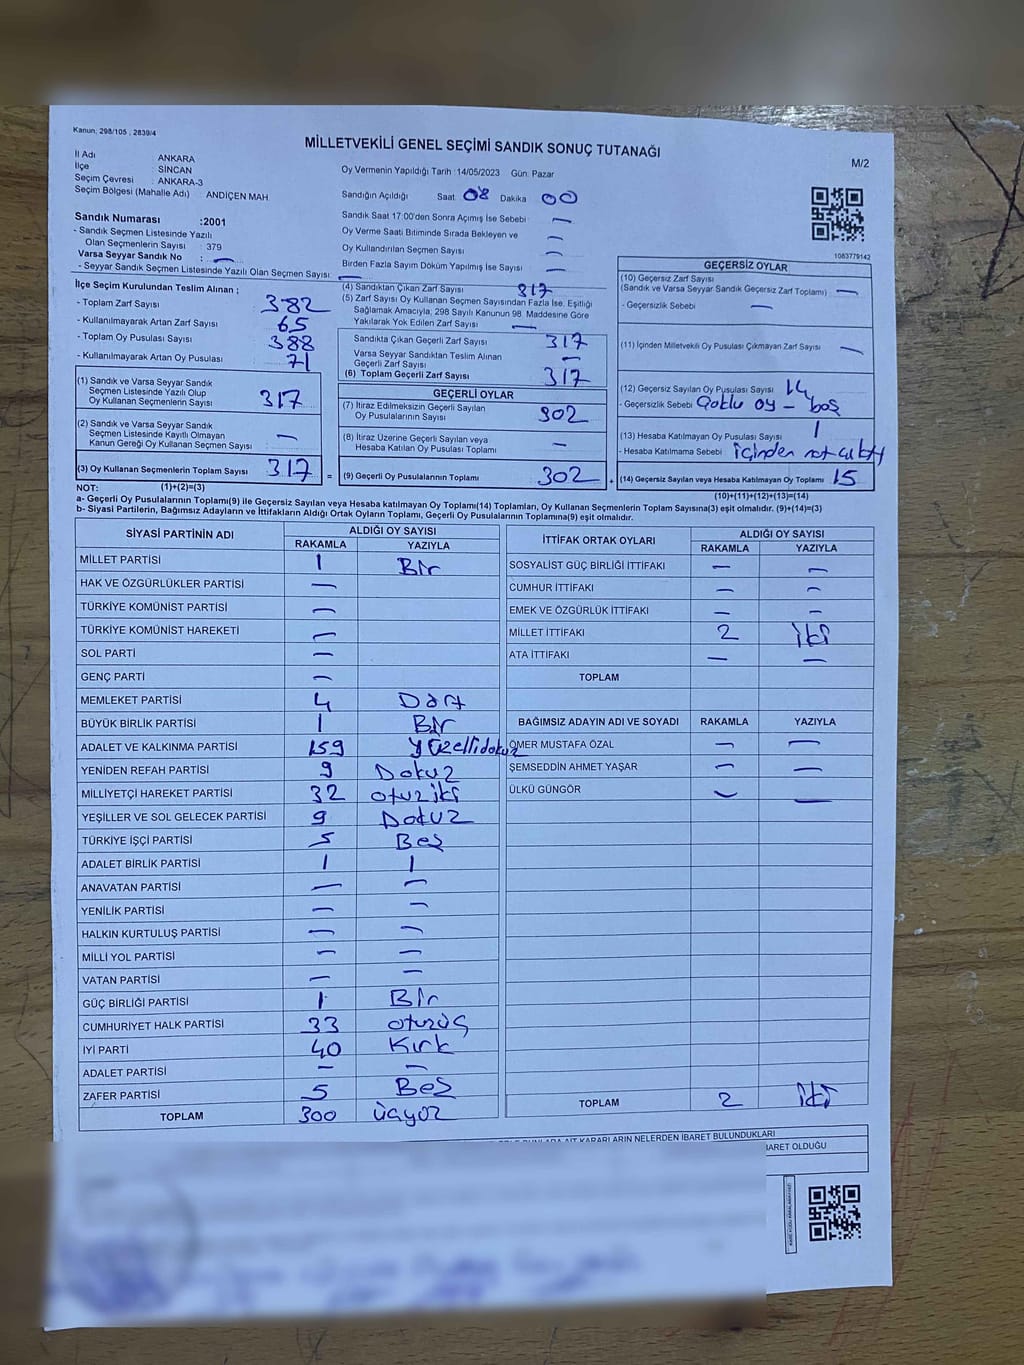 Kanun; 298/105 , 2839/4
MİLLETVEKİLİ GENEL SEÇİMİ SANDIK SONUÇ TUTANAĞI
M/2
İl Adı ANKARA
İlçe SİNCAN
Seçim Çevresi : ANKARA-3
Seçim Bölgesi (Mahalle Adı) : ANDİÇEN MAH
Sandık Numarası :2001
- Sandık Seçmen Listesinde Yazılı
Olan Seçmenlerin Sayısı : 379
Varsa Seyyar Sandık No : —
- Seyyar Sandık Seçmen Listesinde Yazılı Olan Seçmen Sayısı: —
Oy Vermenin Yapıldığı Tarih :14/05/2023 Gün: Pazar
Sandığın Açıldığı Saat 08 Dakika 00
Sandık Saat 17:00'den Sonra Açımış İse Sebebi : —
Oy Verme Saati Bitiminde Sırada Bekleyen ve —
Oy Kullandırılan Seçmen Sayısı —
Birden Fazla Sayım Döküm Yapılmış İse Sayısı —
1083779142
İlçe Seçim Kurulundan Teslim Alınan ;
- Toplam Zarf Sayısı 382
- Kullanılmayarak Artan Zarf Sayısı 65
- Toplam Oy Pusulası Sayısı 388
- Kullanılmayarak Artan Oy Pusulası 71
(1) Sandık ve Varsa Seyyar Sandık
Seçmen Listesinde Yazılı Olup
Oy Kullanan Seçmenlerin Sayısı 317
(2) Sandık ve Varsa Seyyar Sandık
Seçmen Listesinde Kayıtlı Olmayan
Kanun Gereği Oy Kullanan Seçmen Sayısı : —
(3) Oy Kullanan Seçmenlerin Toplam Sayısı 317 =
(4) Sandıktan Çıkan Zarf Sayısı 317
(5) Zarf Sayısı Oy Kullanan Seçmen Sayısından Fazla İse, Eşitliği
Sağlamak Amacıyla, 298 Sayılı Kanunun 98. Maddesine Göre
Yakılarak Yok Edilen Zarf Sayısı : —
Sandıkta Çıkan Geçerli Zarf Sayısı 317
Varsa Seyyar Sandıktan Teslim Alınan
Geçerli Zarf Sayısı —
(6) Toplam Geçerli Zarf Sayısı 317
GEÇERLİ OYLAR
(7) İtiraz Edilmeksizin Geçerli Sayılan
Oy Pusulalarının Sayısı 302
(8) İtiraz Üzerine Geçerli Sayılan veya
Hesaba Katılan Oy Pusulası Toplamı —
(9) Geçerli Oy Pusulalarının Toplamı 302 +
GEÇERSİZ OYLAR
(10) Geçersiz Zarf Sayısı
(Sandık ve Varsa Seyyar Sandık Geçersiz Zarf Toplamı) —
- Geçersizlik Sebebi : —
(11) İçinden Milletvekili Oy Pusulası Çıkmayan Zarf Sayısı —
(12) Geçersiz Sayılan Oy Pusulası Sayısı 14
- Geçersizlik Sebebi Çoklu oy - boş
(13) Hesaba Katılmayan Oy Pusulası Sayısı 1
- Hesaba Katılmama Sebebi içinden not çıktı
(14) Geçersiz Sayılan veya Hesaba Katılmayan Oy Toplamı 15
NOT: (1)+(2)=(3)
(10)+(11)+(12)+(13)=(14)
a- Geçerli Oy Pusulalarının Toplamı(9) ile Geçersiz Sayılan veya Hesaba katılmayan Oy Toplamı(14) Toplamları, Oy Kullanan Seçmenlerin Toplam Sayısına(3) eşit olmalıdır. (9)+(14)=(3)
b- Siyasi Partilerin, Bağımsız Adayların ve İttifakların Aldığı Ortak Oyların Toplamı, Geçerli Oy Pusulalarının Toplamına(9) eşit olmalıdır.
SİYASİ PARTİNİN ADI ALDIĞI OY SAYISI
RAKAMLA YAZIYLA
MİLLET PARTİSİ 1 Bir
HAK VE ÖZGÜRLÜKLER PARTİSİ —
TÜRKİYE KOMÜNİST PARTİSİ —
TÜRKİYE KOMÜNİST HAREKETİ —
SOL PARTİ —
GENÇ PARTİ —
MEMLEKET PARTİSİ 4 Dört
BÜYÜK BİRLİK PARTİSİ 1 Bir
ADALET VE KALKINMA PARTİSİ 159 Yüzellidokuz
YENİDEN REFAH PARTİSİ 9 Dokuz
MİLLİYETÇİ HAREKET PARTİSİ 32 otuziki
YEŞİLLER VE SOL GELECEK PARTİSİ 9 Dokuz
TÜRKİYE İŞÇİ PARTİSİ 5 Beş
ADALET BİRLİK PARTİSİ 1 1
ANAVATAN PARTİSİ — —
YENİLİK PARTİSİ — —
HALKIN KURTULUŞ PARTİSİ — —
MİLLİ YOL PARTİSİ — —
VATAN PARTİSİ — —
GÜÇ BİRLİĞİ PARTİSİ 1 Bir
CUMHURİYET HALK PARTİSİ 33 otuzüç
İYİ PARTİ 40 Kırk
ADALET PARTİSİ — —
ZAFER PARTİSİ 5 Beş
TOPLAM 300 üçyüz
İTTİFAK ORTAK OYLARI ALDIĞI OY SAYISI
RAKAMLA YAZIYLA
SOSYALİST GÜÇ BİRLİĞİ İTTİFAKI — —
CUMHUR İTTİFAKI — —
EMEK VE ÖZGÜRLÜK İTTİFAKI — —
MİLLET İTTİFAKI 2 iki
ATA İTTİFAKI — —
TOPLAM
BAĞIMSIZ ADAYIN ADI VE SOYADI RAKAMLA YAZIYLA
ÖMER MUSTAFA ÖZAL — —
ŞEMSEDDİN AHMET YAŞAR — —
ÜLKÜ GÜNGÖR — —
TOPLAM 2 iki
KARARLARIN NELERDEN İBARET BULUNDUKLARI
İBARET OLDUĞU